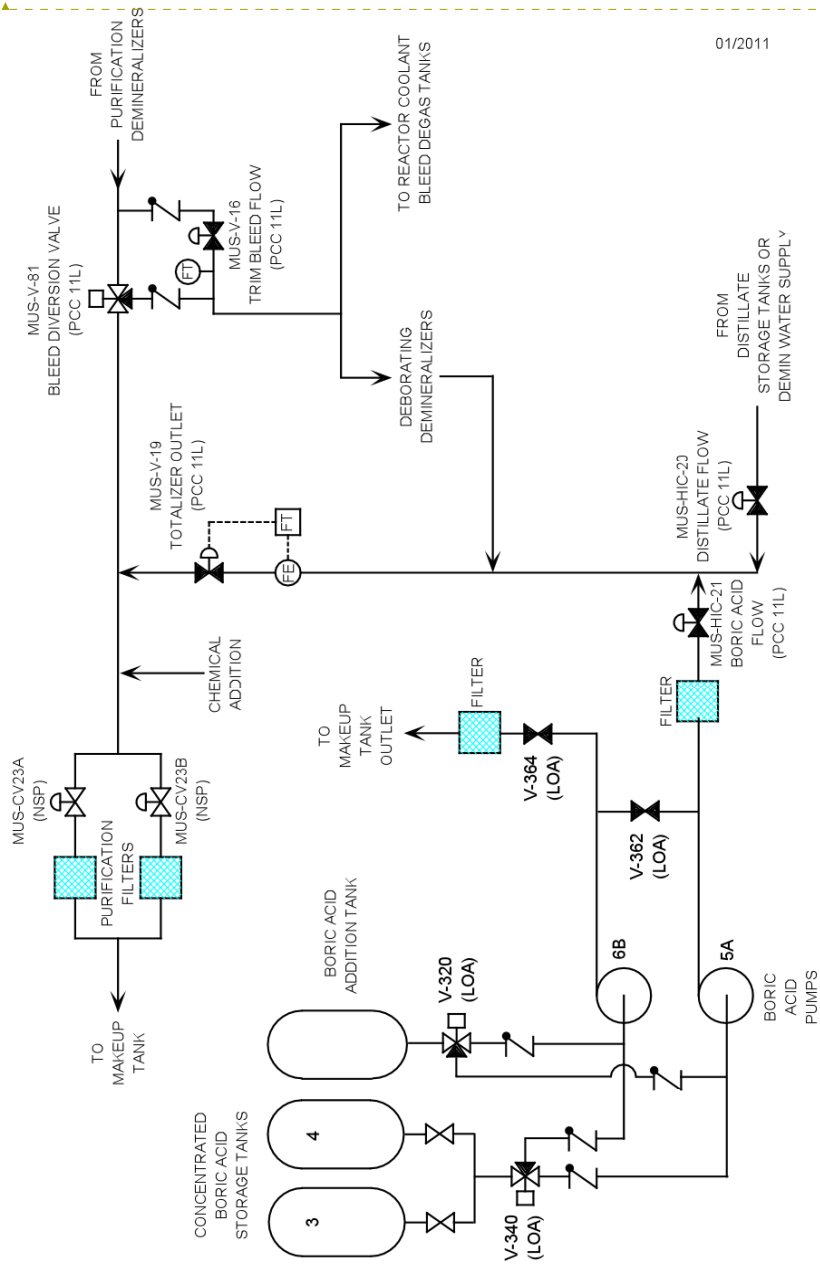 01/2011
FROM
PURIFICATION
DEMINERALIZERS
MUS-V-81
BLEED DIVERSION VALVE
(PCC 11L)
FT
MUS-V-16
TRIM BLEED FLOW
(PCC 11L)
TO REACTOR COOLANT
BLEED DEGAS TANKS
DEBORATING
DEMINERALIZERS
FROM
DISTILLATE
STORAGE TANKS OR
DEMIN WATER SUPPLY
MUS-V-19
TOTALIZER OUTLET
(PCC 11L)
FT
FE
MUS-HIC-20
DISTILLATE FLOW
(PCC 11L)
MUS-HIC-21
BORIC ACID
FLOW
(PCC 11L)
CHEMICAL
ADDITION
FILTER
FILTER
TO
MAKEUP
TANK
OUTLET
V-364
(LOA)
V-362
(LOA)
MUS-CV23A
(NSP)
MUS-CV23B
(NSP)
PURIFICATION
FILTERS
TO
MAKEUP
TANK
BORIC ACID
ADDITION TANK
V-320
(LOA)
6B
5A
BORIC
ACID
PUMPS
CONCENTRATED
BORIC ACID
STORAGE TANKS
4
3
V-340
(LOA)